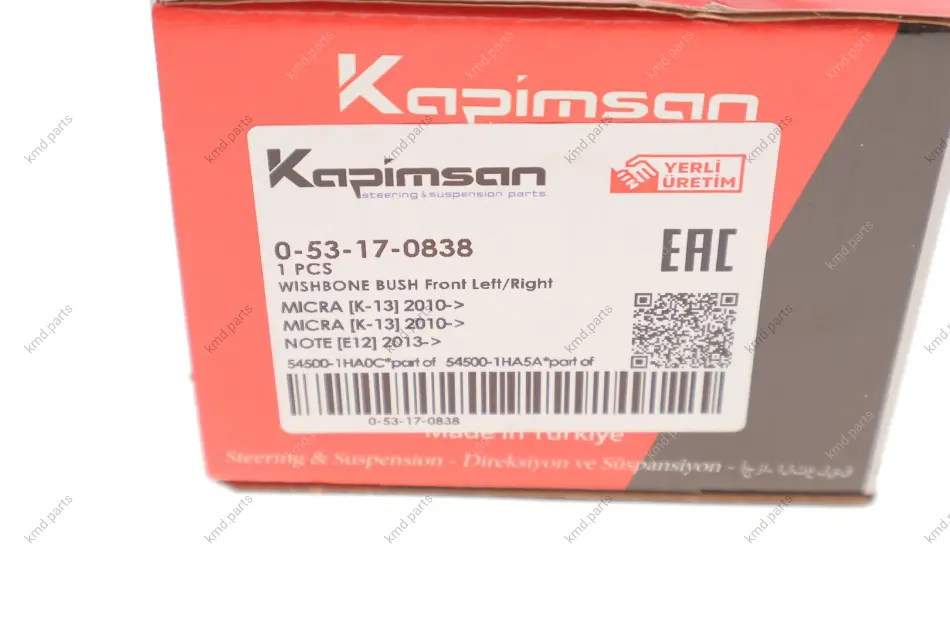 Kapimsan
Kapimsan
steering & suspension parts
YERLİ
ÜRETİM
0-53-17-0838
1 PCS
EAC
WISHBONE BUSH Front Left/Right
MICRA [K-13] 2010->
MICRA [K-13] 2010->
NOTE [E12] 2013->
54500-1HA0C*part of 54500-1HA5A*part of
0-53-17-0838
Made in Türkiye
Steering & Suspension - Direksiyon ve Süspansiyon -
kmd.parts